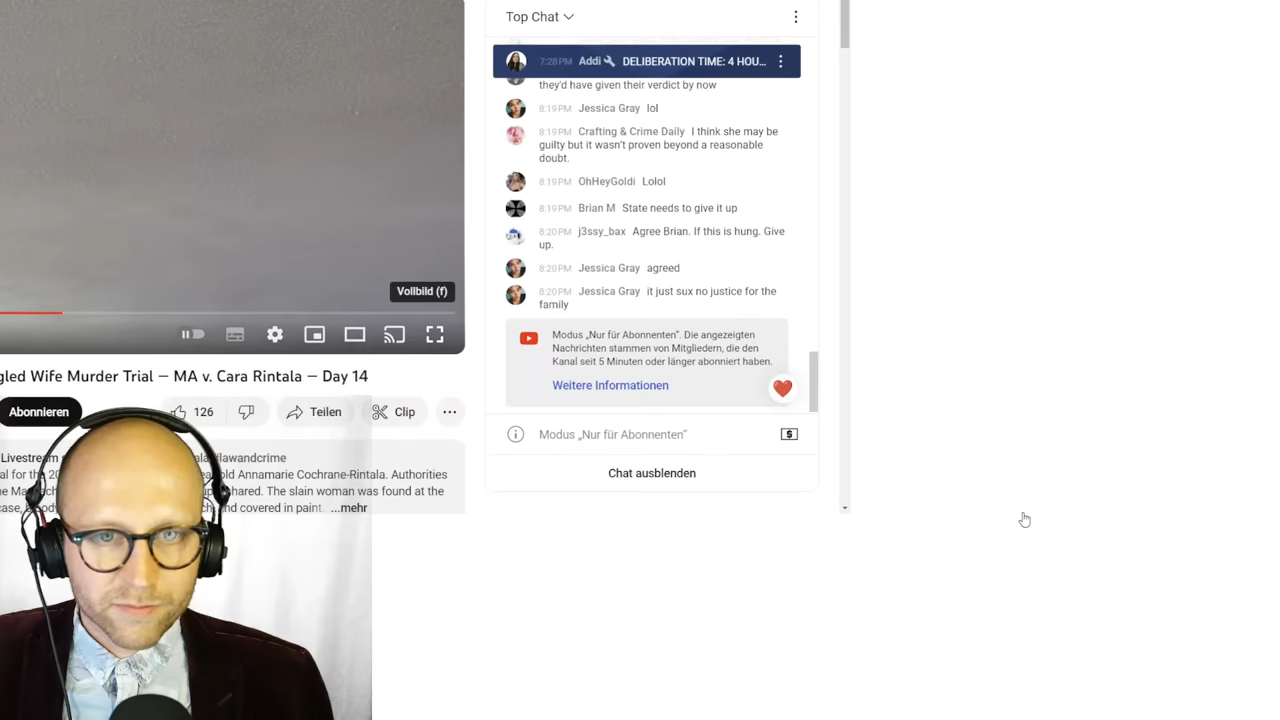 Top Chat
7:28 PM Addi DELIBERATION TIME: 4 HOU...
they'd have given their verdict by now
8:19 PM Jessica Gray lol
8:19 PM Crafting & Crime Daily I think she may be
guilty but it wasn't proven beyond a reasonable
doubt.
8:19 PM OhHeyGoldi Lolol
8:19 PM Brian M State needs to give it up
8:20 PM j3ssy_bax Agree Brian. If this is hung. Give
up.
8:20 PM Jessica Gray agreed
8:20 PM Jessica Gray it just sux no justice for the
family
Modus „Nur für Abonnenten". Die angezeigten
Nachrichten stammen von Mitgliedern, die den
Kanal seit 5 Minuten oder länger abonniert haben.
Weitere Informationen
Modus „Nur für Abonnenten"
Chat ausblenden
Vollbild (f)
gled Wife Murder Trial – MA v. Cara Rintala – Day 14
Abonnieren
126
Teilen
Clip
Livestream lawandcrime
al for the 20 old Annamarie Cochrane-Rintala. Authorities
shared. The slain woman was found at the
and covered in paint. ...mehr